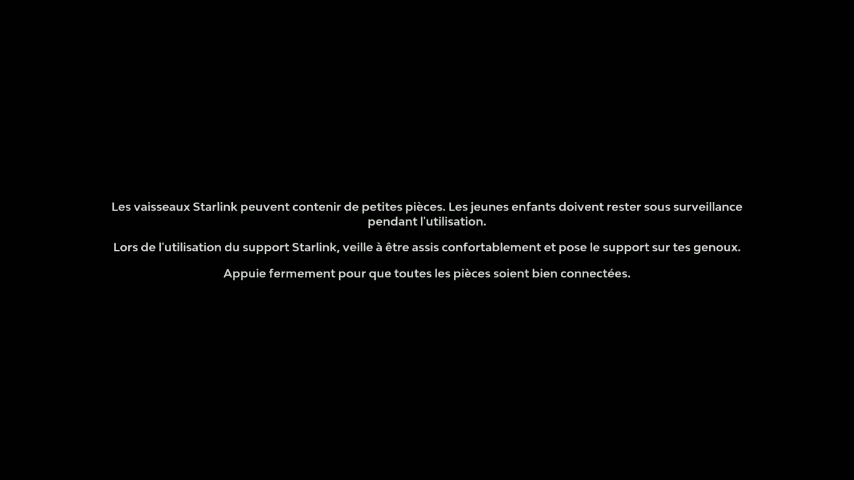 Les vaisseaux Starlink peuvent contenir de petites pièces. Les jeunes enfants doivent rester sous surveillance
pendant l'utilisation.
Lors de l'utilisation du support Starlink, veille à être assis confortablement et pose le support sur tes genoux.
Appuie fermement pour que toutes les pièces soient bien connectées.